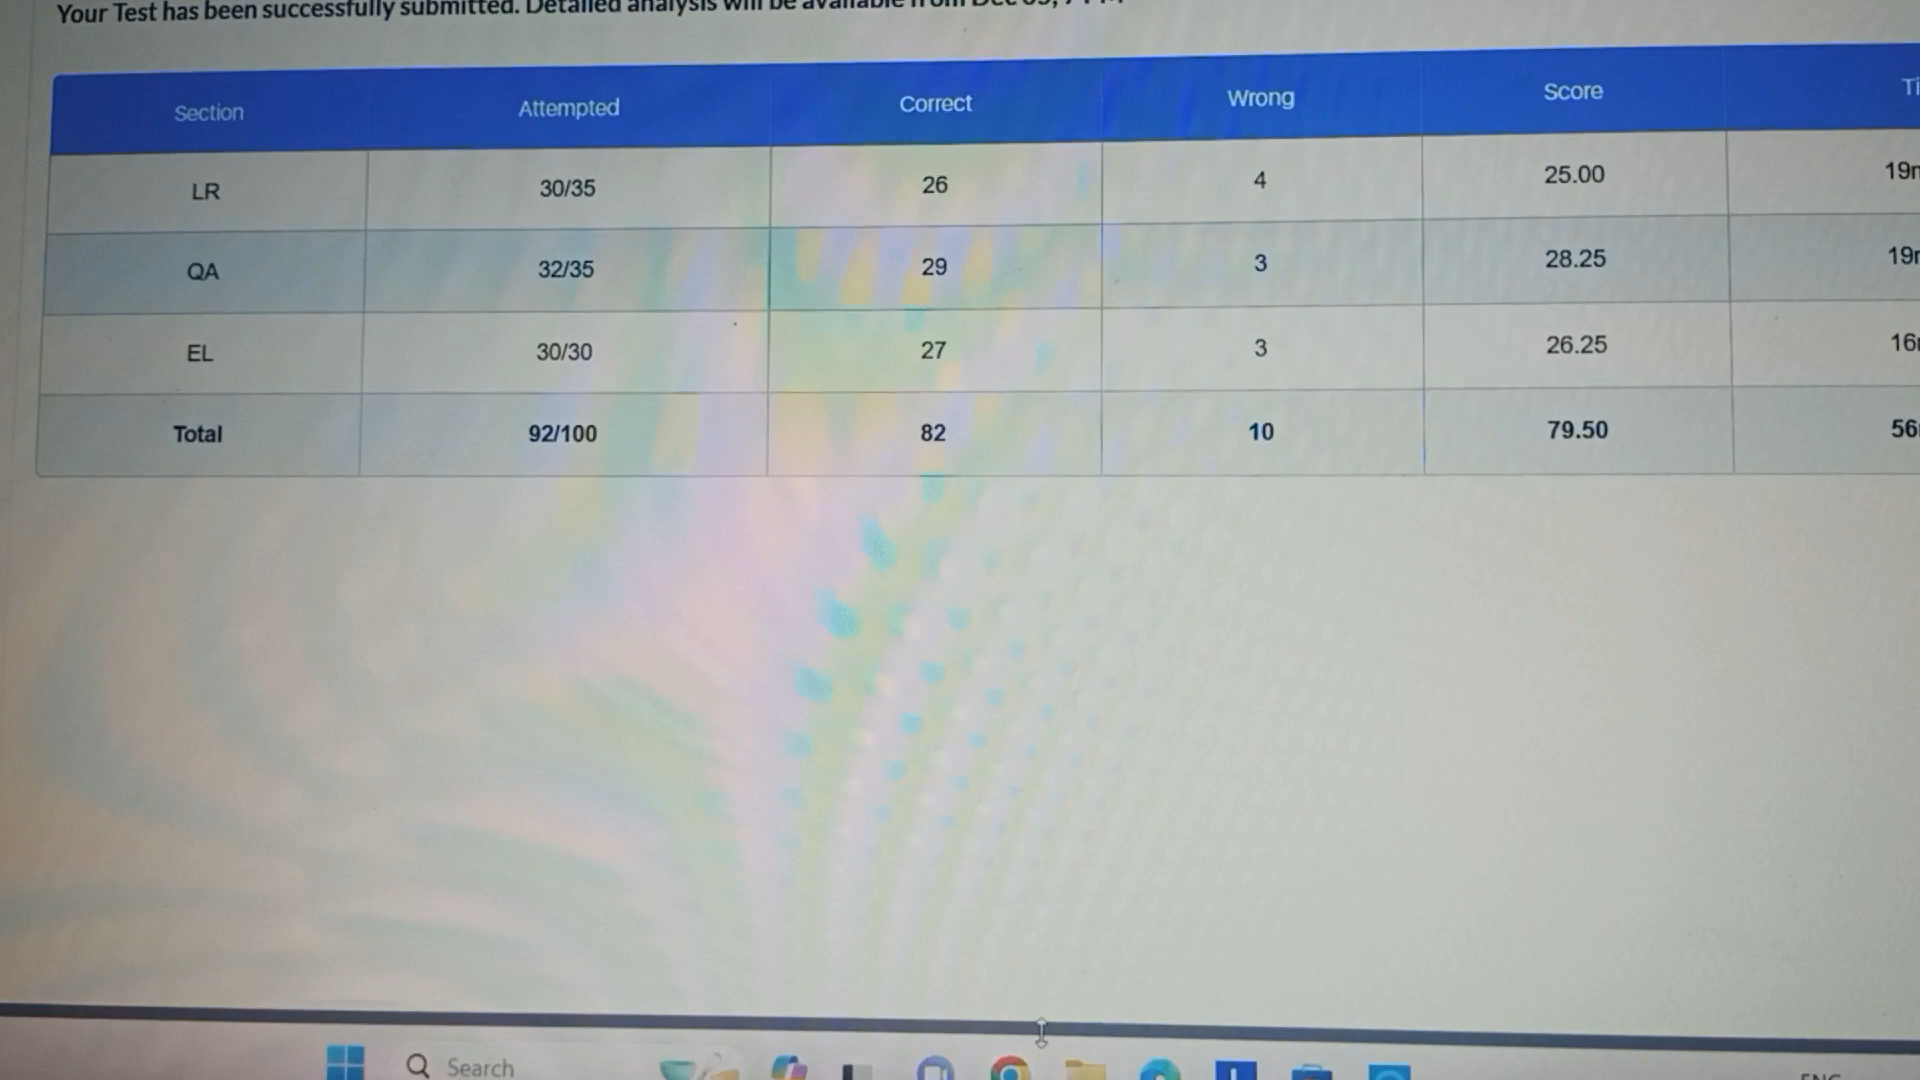 Your Test has been successfully submitted. Detailed analysis will be available from Dec
Section Attempted Correct Wrong Score
LR 30/35 26 4 25.00
QA 32/35 29 3 28.25
EL 30/30 27 3 26.25
Total 92/100 82 10 79.50
Search